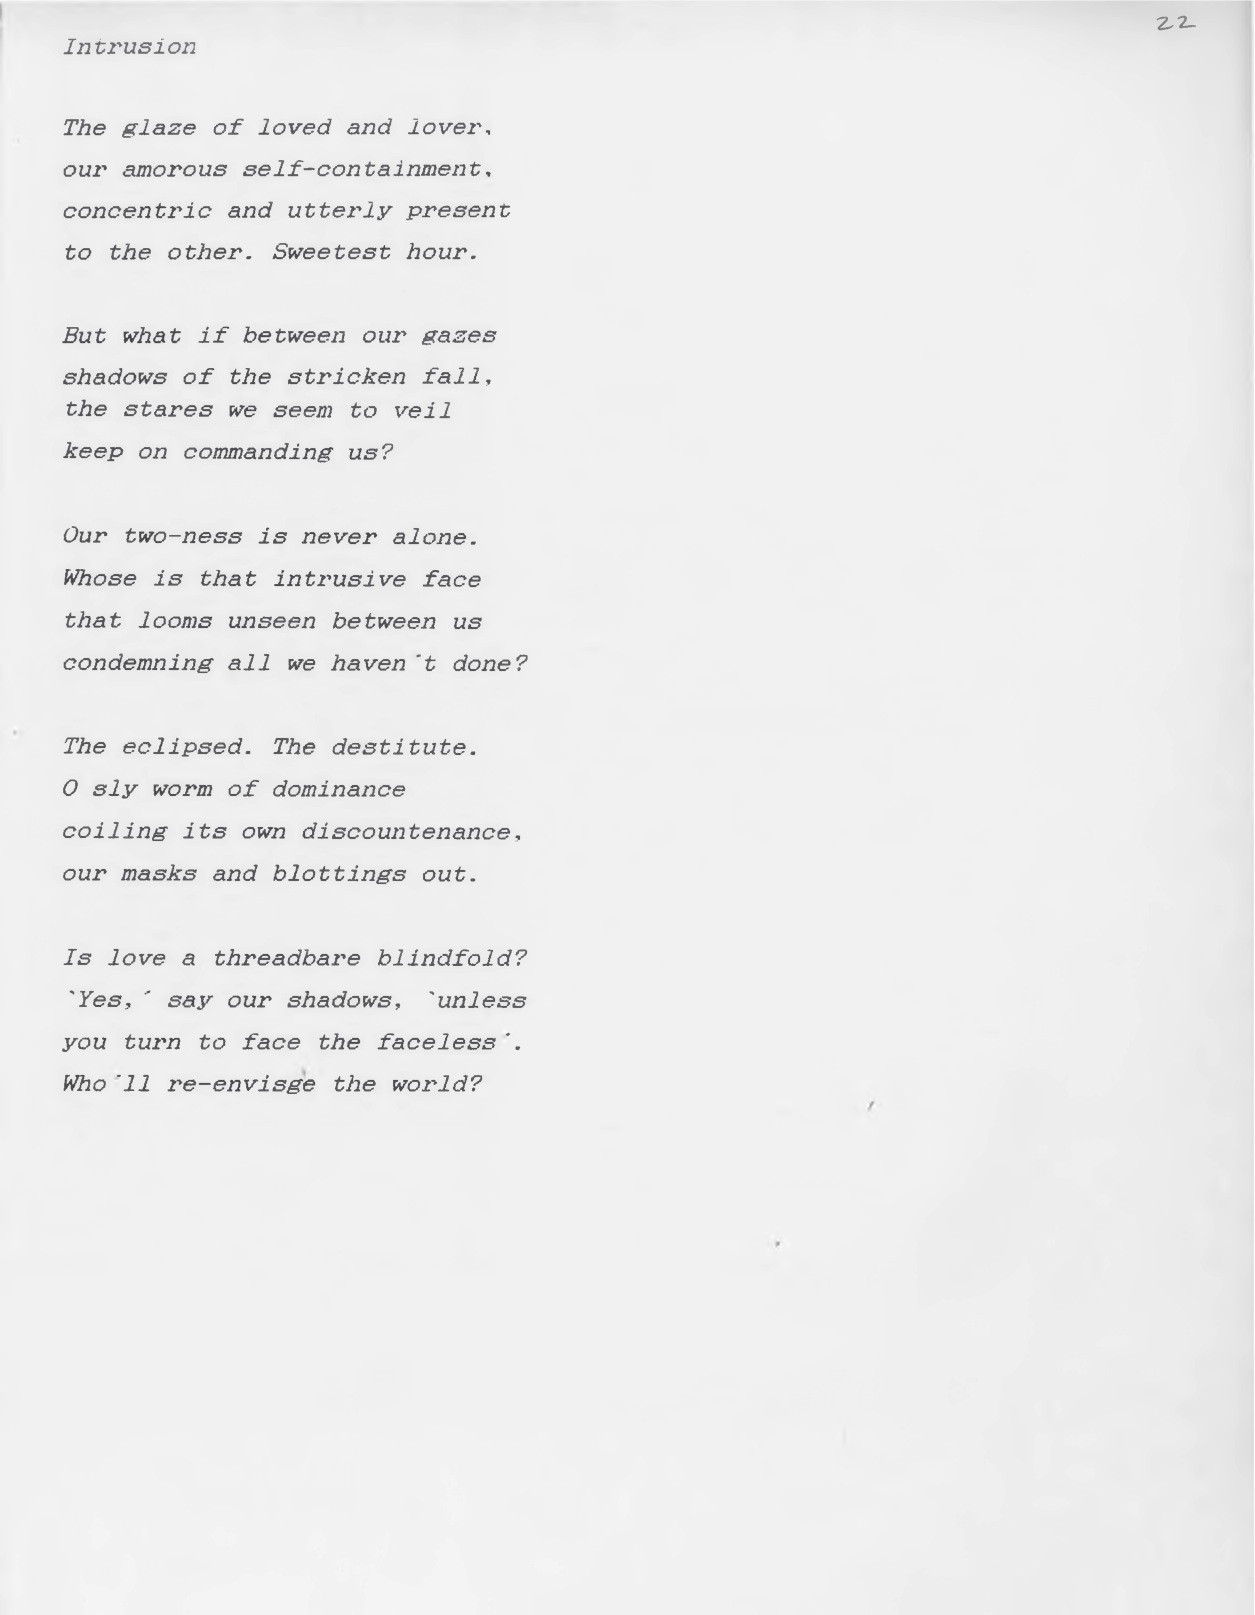 22
Intrusion
The glaze of loved and lover,
our amorous self-containment,
concentric and utterly present
to the other. Sweetest hour.
But what if between our gazes
shadows of the stricken fall,
the stares we seem to veil
keep on commanding us?
Our two-ness is never alone.
Whose is that intrusive face
that looms unseen between us
condemning all we haven´t done?
The eclipsed. The destitute.
O sly worm of dominance
coiling its own discountenance,
our masks and blottings out.
Is love a threadbare blindfold?
`Yes,´ say our shadows, `unless
you turn to face the faceless´.
Who´ll re-envisge the world?